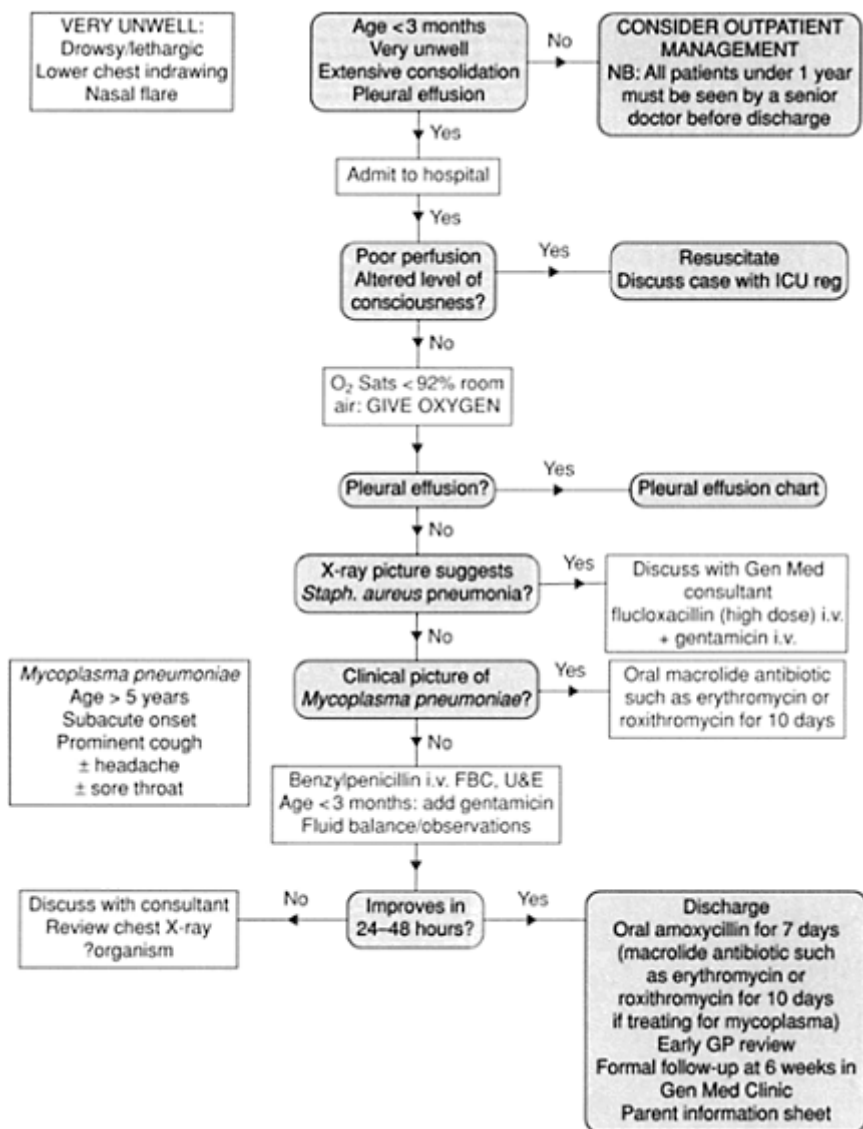 VERY UNWELL:
Drowsy/lethargic
Lower chest indrawing
Nasal flare
Age < 3 months
Very unwell
Extensive consolidation
Pleural effusion
No
CONSIDER OUTPATIENT
MANAGEMENT
NB: All patients under 1 year
must be seen by a senior
doctor before discharge
Yes
Admit to hospital
Yes
Poor perfusion
Altered level of
consciousness?
Yes
Resuscitate
Discuss case with ICU reg
No
O₂ Sats < 92% room
air: GIVE OXYGEN
Pleural effusion?
Yes
Pleural effusion chart
No
X-ray picture suggests
Staph. aureus pneumonia?
Yes
Discuss with Gen Med
consultant
flucloxacillin (high dose) i.v.
+ gentamicin i.v.
No
Mycoplasma pneumoniae
Age > 5 years
Subacute onset
Prominent cough
± headache
± sore throat
Clinical picture of
Mycoplasma pneumoniae?
Yes
Oral macrolide antibiotic
such as erythromycin or
roxithromycin for 10 days
No
Benzylpenicillin i.v. FBC, U&E
Age < 3 months: add gentamicin
Fluid balance/observations
Improves in
24–48 hours?
No
Discuss with consultant
Review chest X-ray
?organism
Yes
Discharge
Oral amoxycillin for 7 days
(macrolide antibiotic such
as erythromycin or
roxithromycin for 10 days
if treating for mycoplasma)
Early GP review
Formal follow-up at 6 weeks in
Gen Med Clinic
Parent information sheet